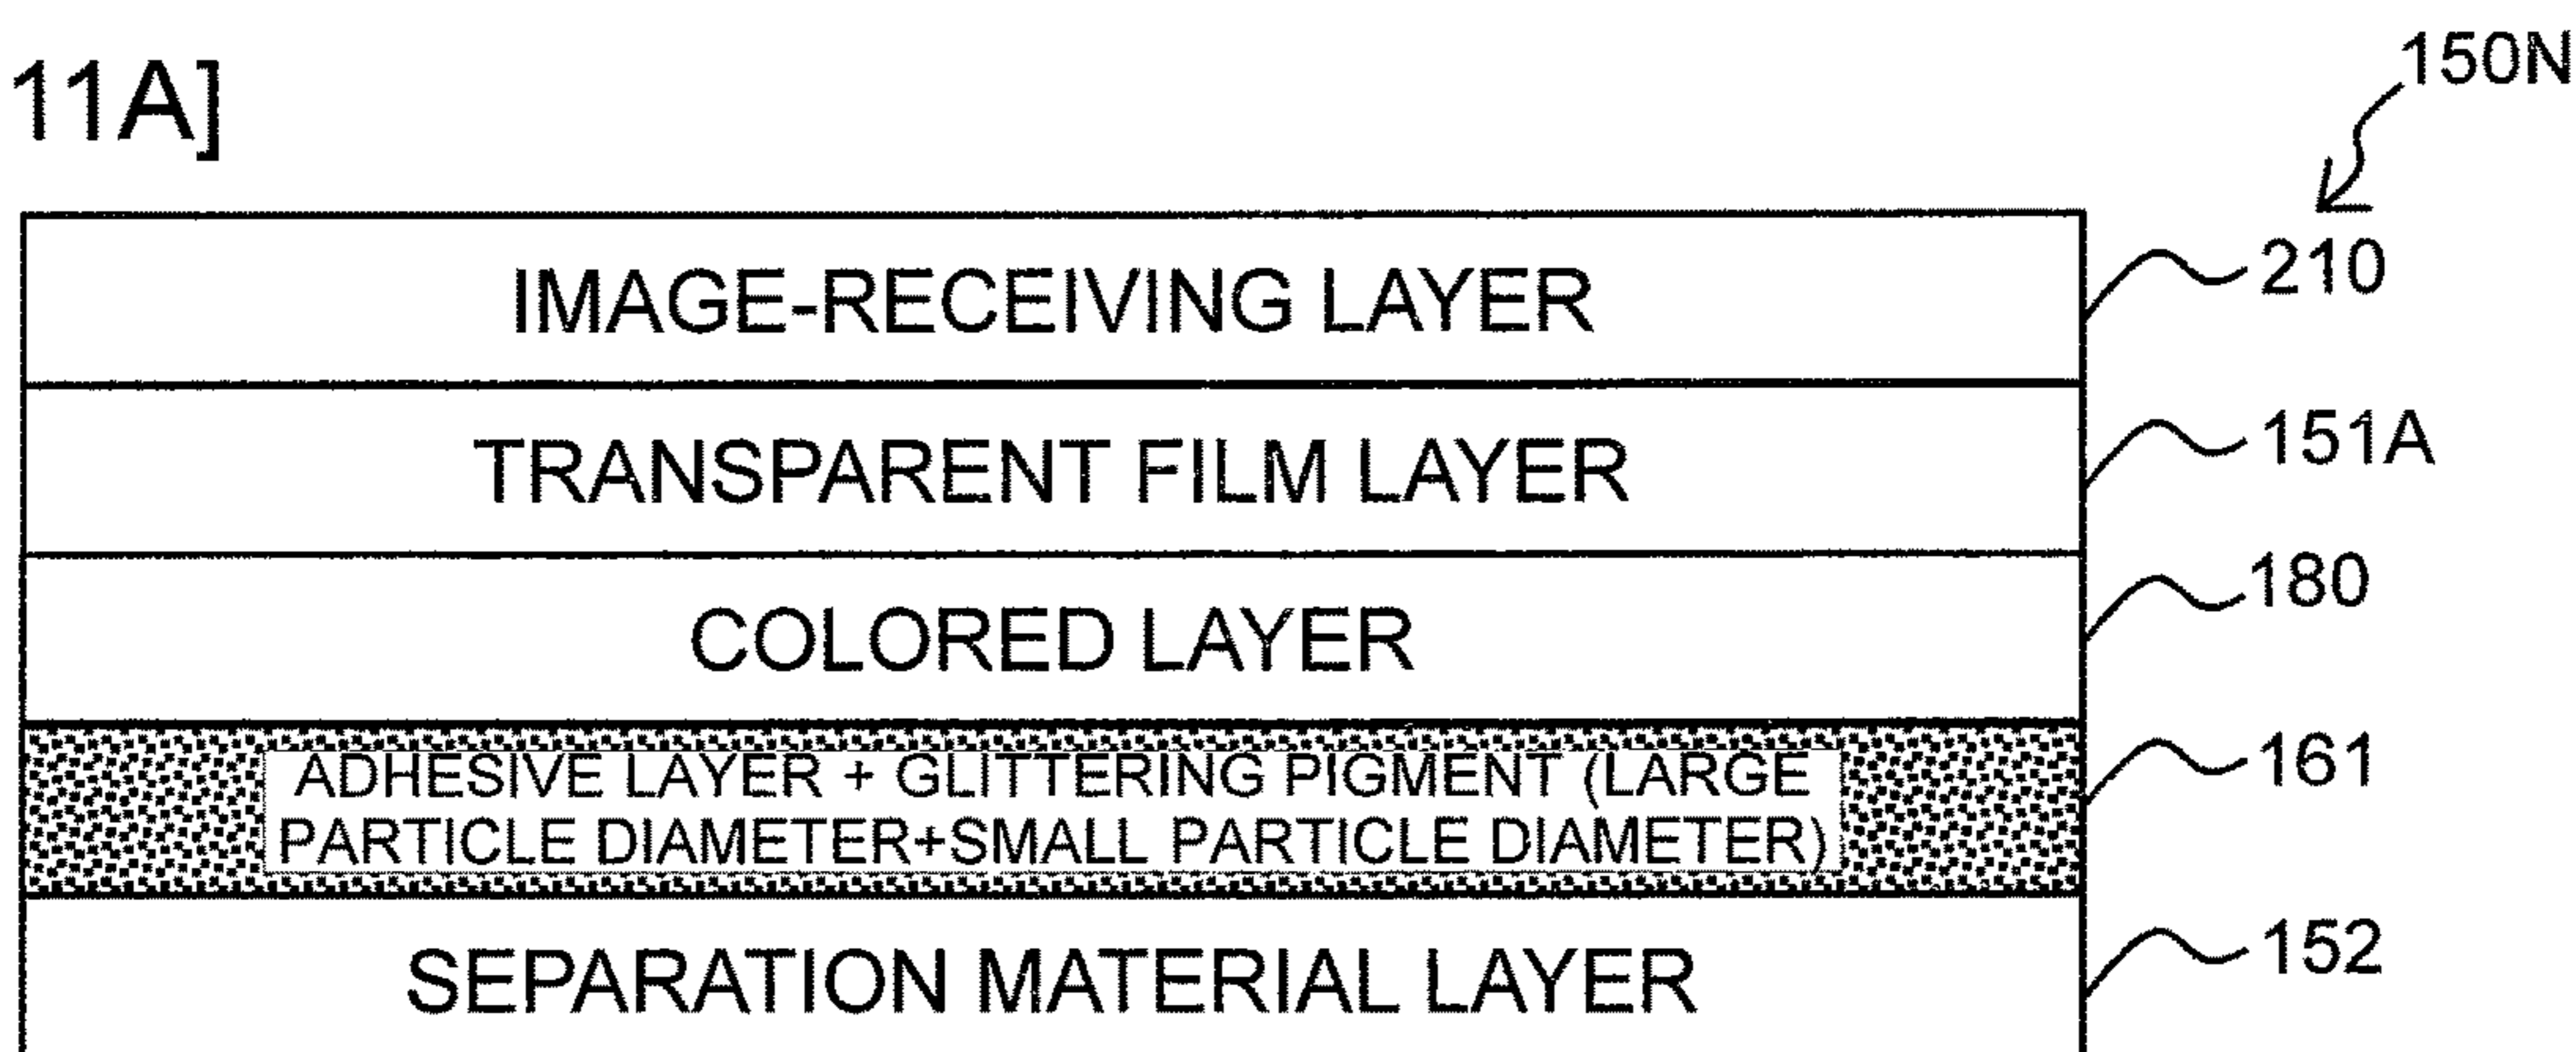 11A]
150N
IMAGE-RECEIVING LAYER
210
TRANSPARENT FILM LAYER
151A
COLORED LAYER
180
ADHESIVE LAYER + GLITTERING PIGMENT (LARGE
PARTICLE DIAMETER+SMALL PARTICLE DIAMETER)
161
SEPARATION MATERIAL LAYER
152